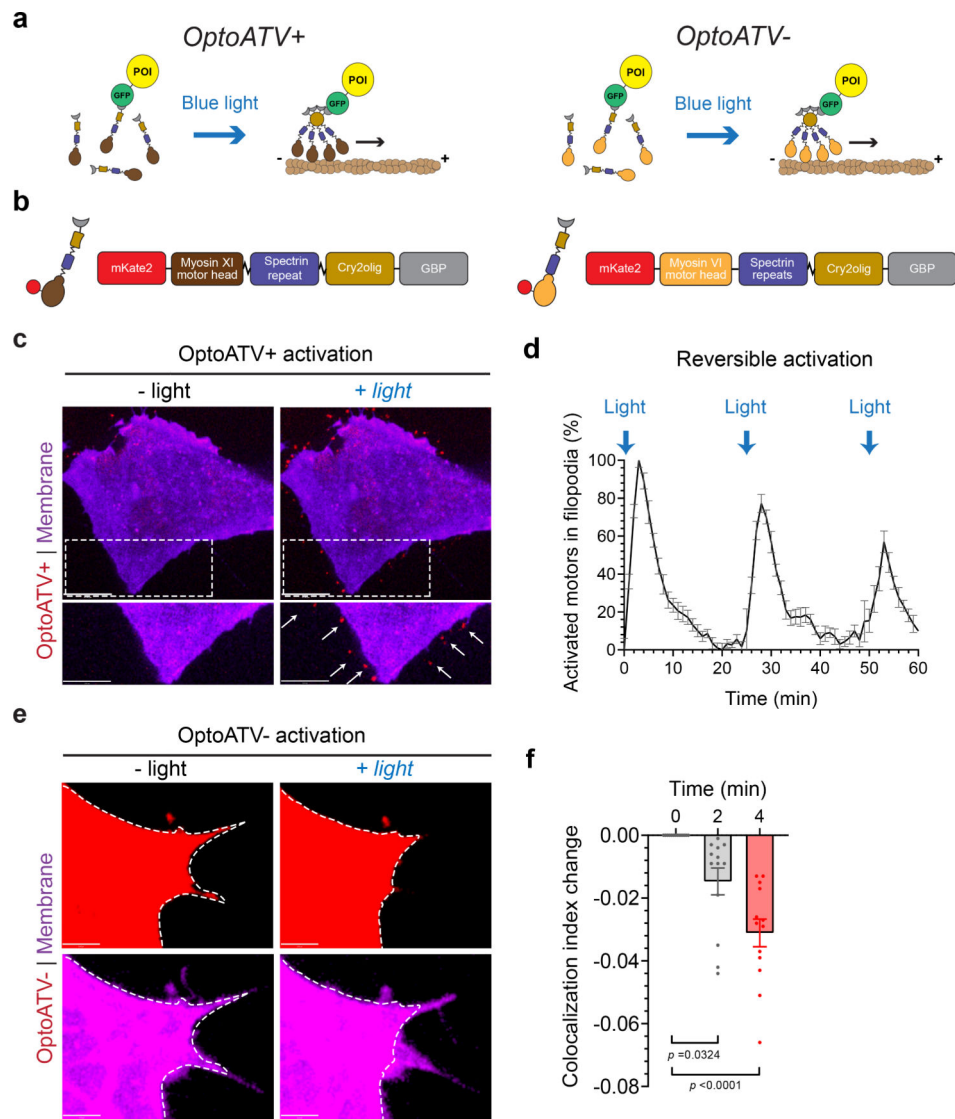 a
OptoATV+
OptoATV-
POI
GFP
Blue light
POI
GFP
-
+
POI
GFP
Blue light
POI
GFP
-
+
b
mKate2
Myosin XI
motor head
Spectrin
repeat
Cry2olig
GBP
mKate2
Myosin VI
motor head
Spectrin
repeats
Cry2olig
GBP
c
OptoATV+ activation
- light
+ light
OptoATV+ | Membrane
d
Reversible activation
Light
Light
Light
Activated motors in filopodia (%)
100
80
60
40
20
0
0
10
20
30
40
50
60
Time (min)
e
OptoATV- activation
- light
+ light
OptoATV- | Membrane
f
Time (min)
0
2
4
Colocalization index change
0.00
-0.02
-0.04
-0.06
-0.08
p =0.0324
p <0.0001